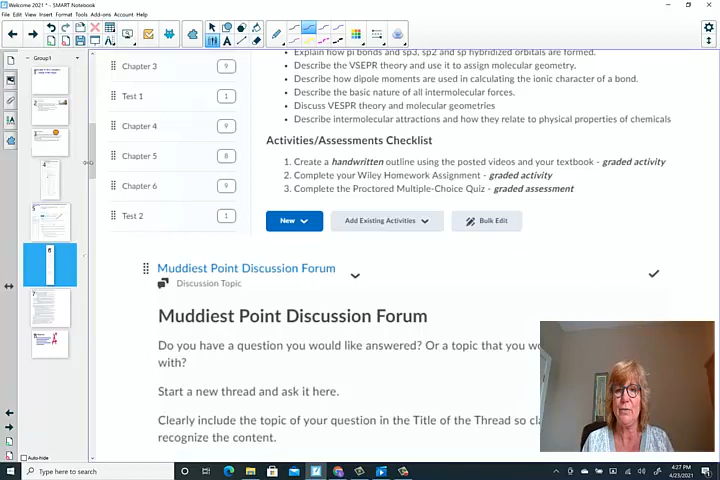 Welcome 2021 * - SMART Notebook
File Edit View Insert Format Tools Add-ons Account Help
Group1
Explain how pi bonds and sp3, sp2 and sp hybridized orbitals are formed.
Chapter 3
9
Describe the VSEPR theory and use it to assign molecular geometry.
Describe how dipole moments are used in calculating the ionic character of a bond.
Test 1
1
Describe the basic nature of all intermolecular forces.
Discuss VESPR theory and molecular geometries
Chapter 4
9
Describe intermolecular attractions and how they relate to physical properties of chemicals
Activities/Assessments Checklist
Chapter 5
8
1. Create a handwritten outline using the posted videos and your textbook - graded activity
2. Complete your Wiley Homework Assignment - graded activity
Chapter 6
9
3. Complete the Proctored Multiple-Choice Quiz - graded assessment
Test 2
1
New
Add Existing Activities
Bulk Edit
Muddiest Point Discussion Forum
Discussion Topic
Muddiest Point Discussion Forum
Do you have a question you would like answered? Or a topic that you
with?
Start a new thread and ask it here.
Clearly include the topic of your question in the Title of the Thread so
recognize the content.
Auto-hide
Type here to search
4:27 PM
4/23/2021